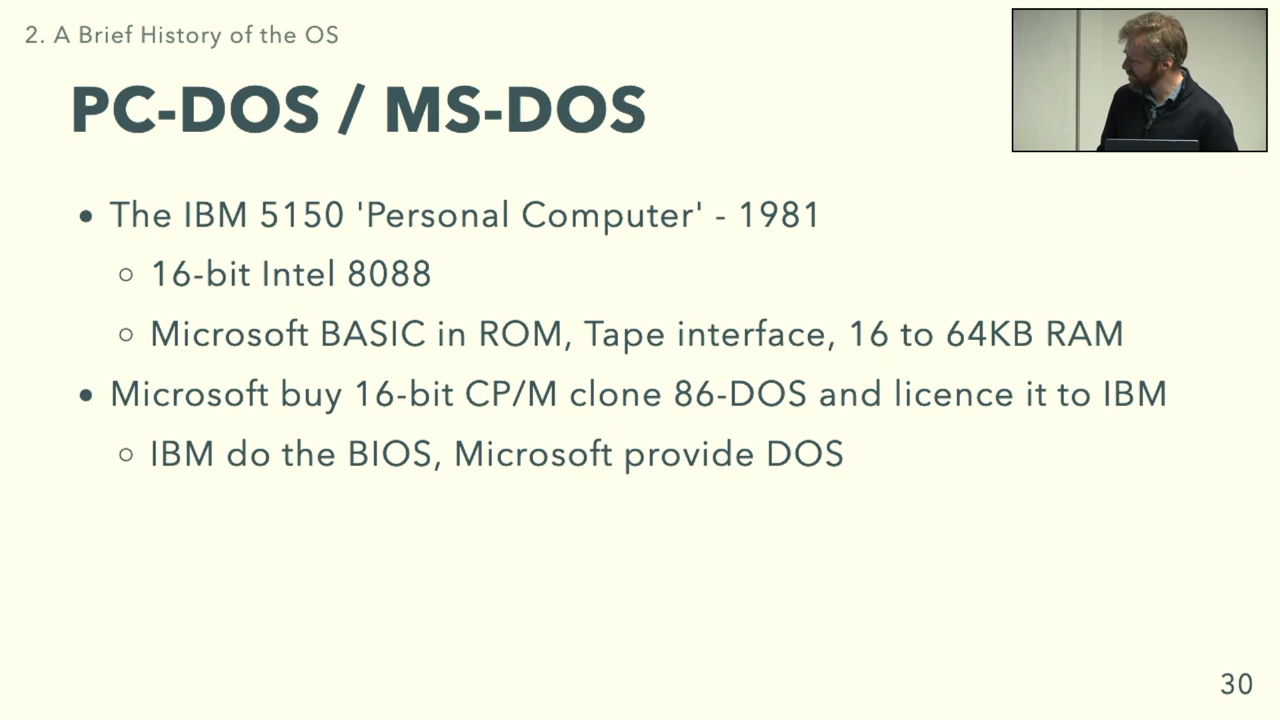 2. A Brief History of the OS
PC-DOS / MS-DOS
• The IBM 5150 'Personal Computer' - 1981
○ 16-bit Intel 8088
○ Microsoft BASIC in ROM, Tape interface, 16 to 64KB RAM
• Microsoft buy 16-bit CP/M clone 86-DOS and licence it to IBM
○ IBM do the BIOS, Microsoft provide DOS
30